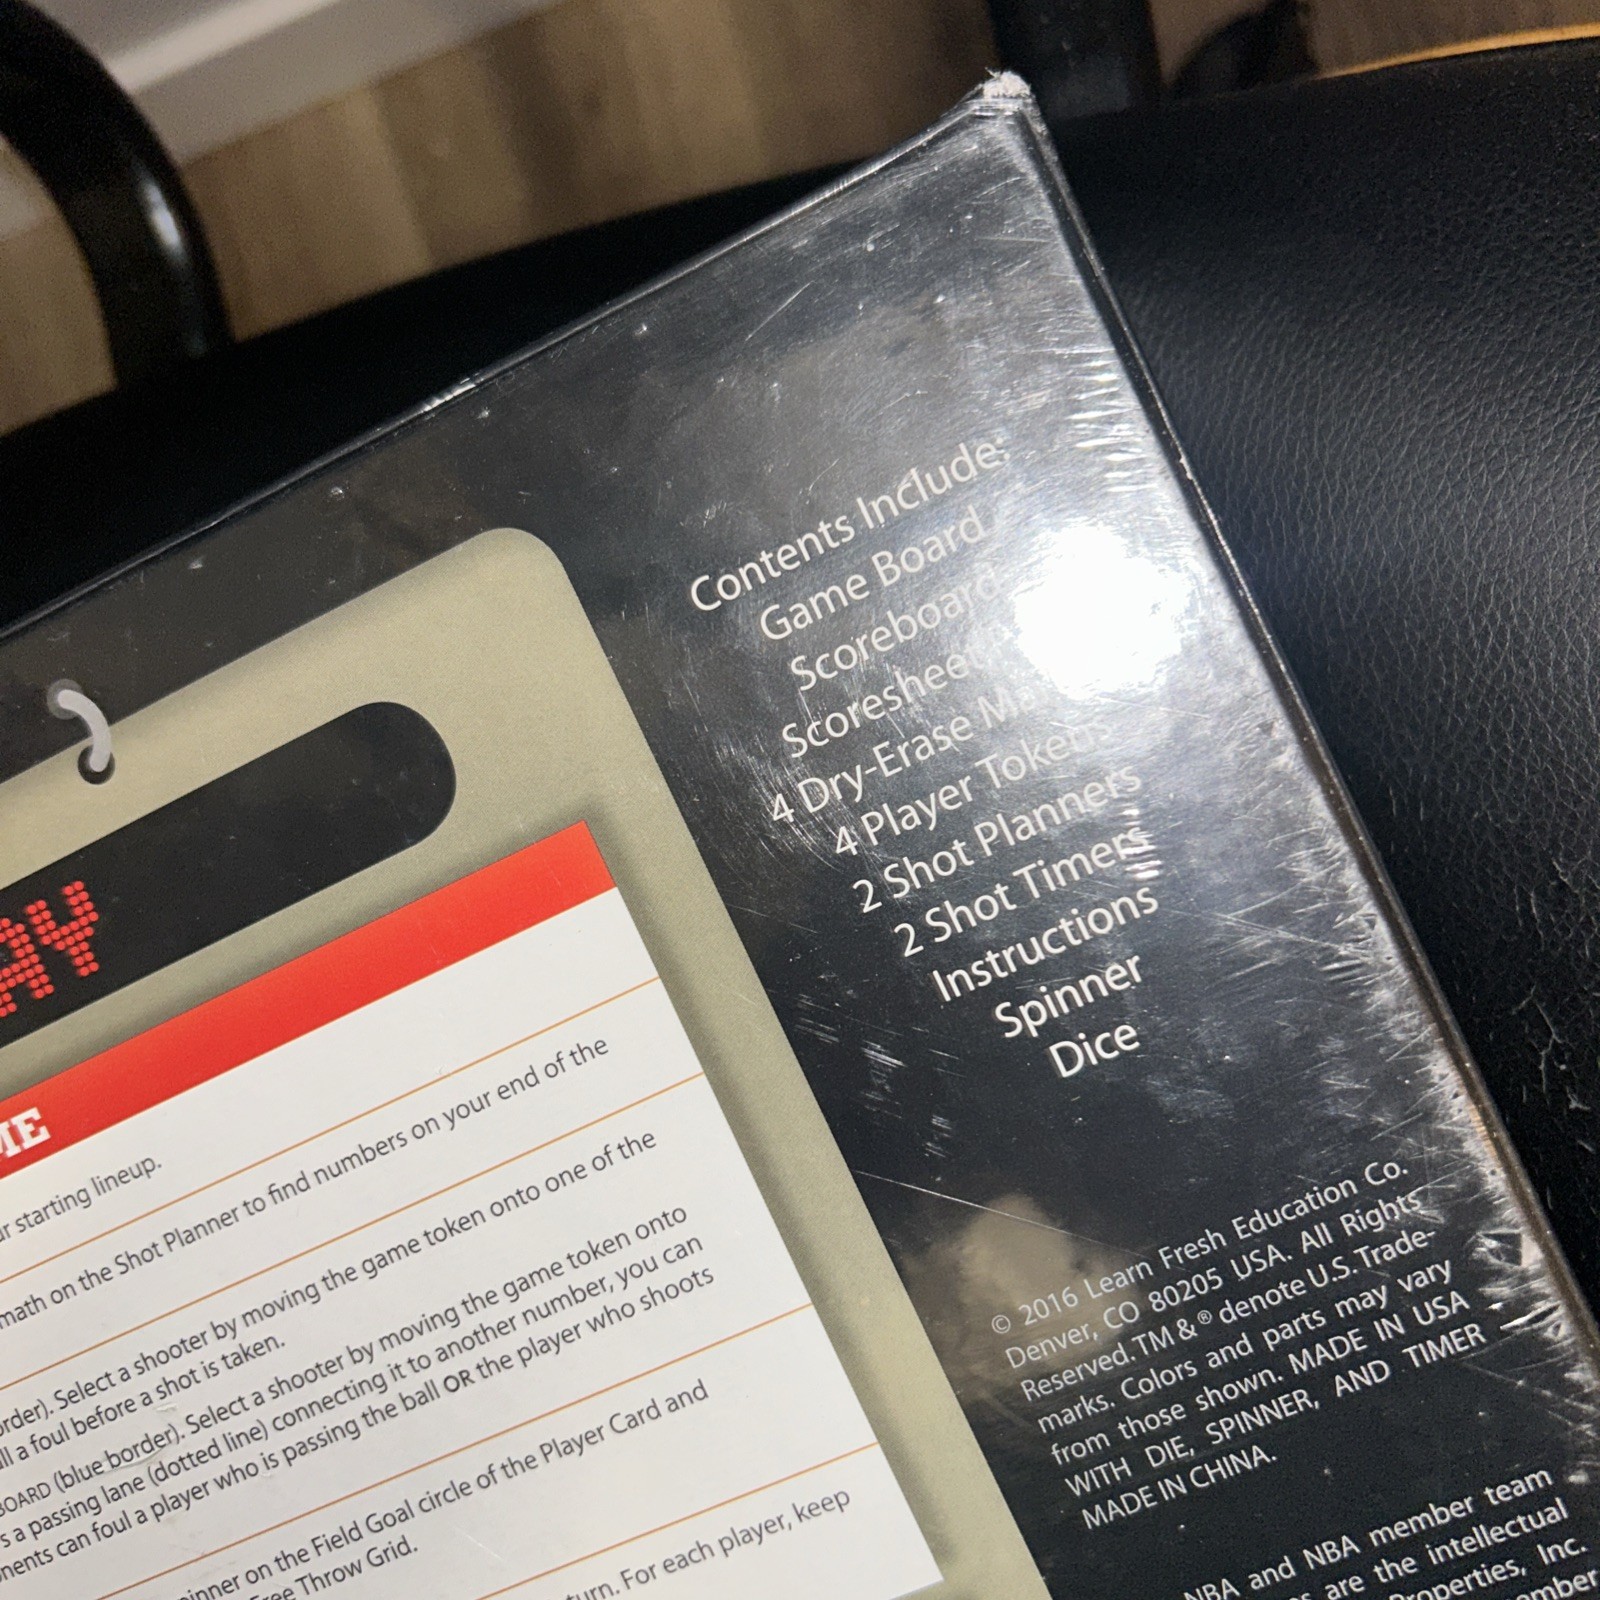 AY
ME
r starting lineup.
math on the Shot Planner to find numbers on your end of the
rder). Select a shooter by moving the game token onto one of the
ll a foul before a shot is taken.
BOARD (blue border). Select a shooter by moving the game token onto
s a passing lane (dotted line) connecting it to another number, you can
nents can foul a player who is passing the ball OR the player who shoots
pinner on the Field Goal circle of the Player Card and
Free Throw Grid.
turn. For each player, keep
Contents Include:
Game Board
Scoreboard
Scoresheet
4 Dry-Erase
4 Player Tokens
2 Shot Planners
2 Shot Timers
Instructions
Spinner
Dice
© 2016 Learn Fresh Education Co.
Denver, CO 80205 USA. All Rights
Reserved. TM & ® denote U.S. Trade-
marks. Colors and parts may vary
from those shown. MADE IN USA
WITH DIE, SPINNER, AND TIMER
MADE IN CHINA.
NBA and NBA member team
are the intellectual
Properties, Inc.
ember